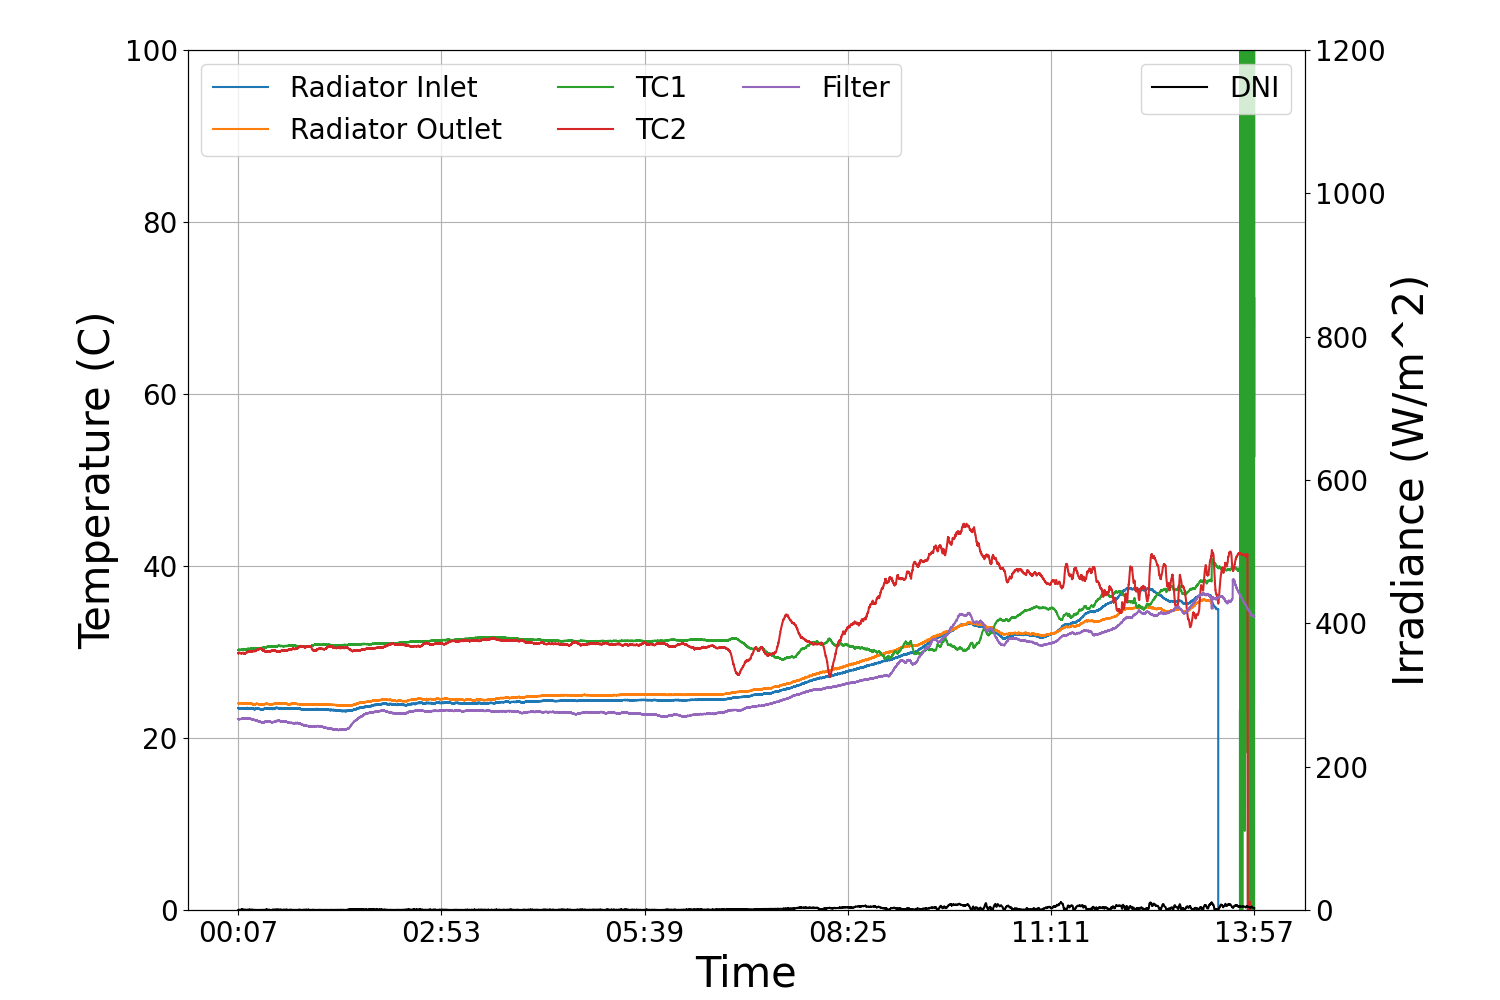 Radiator Inlet
Radiator Outlet
TC1
TC2
Filter
DNI
Temperature (C)
100
80
60
40
20
0
Irradiance (W/m^2)
1200
1000
800
600
400
200
0
00:07 02:53 05:39 08:25 11:11 13:57
Time